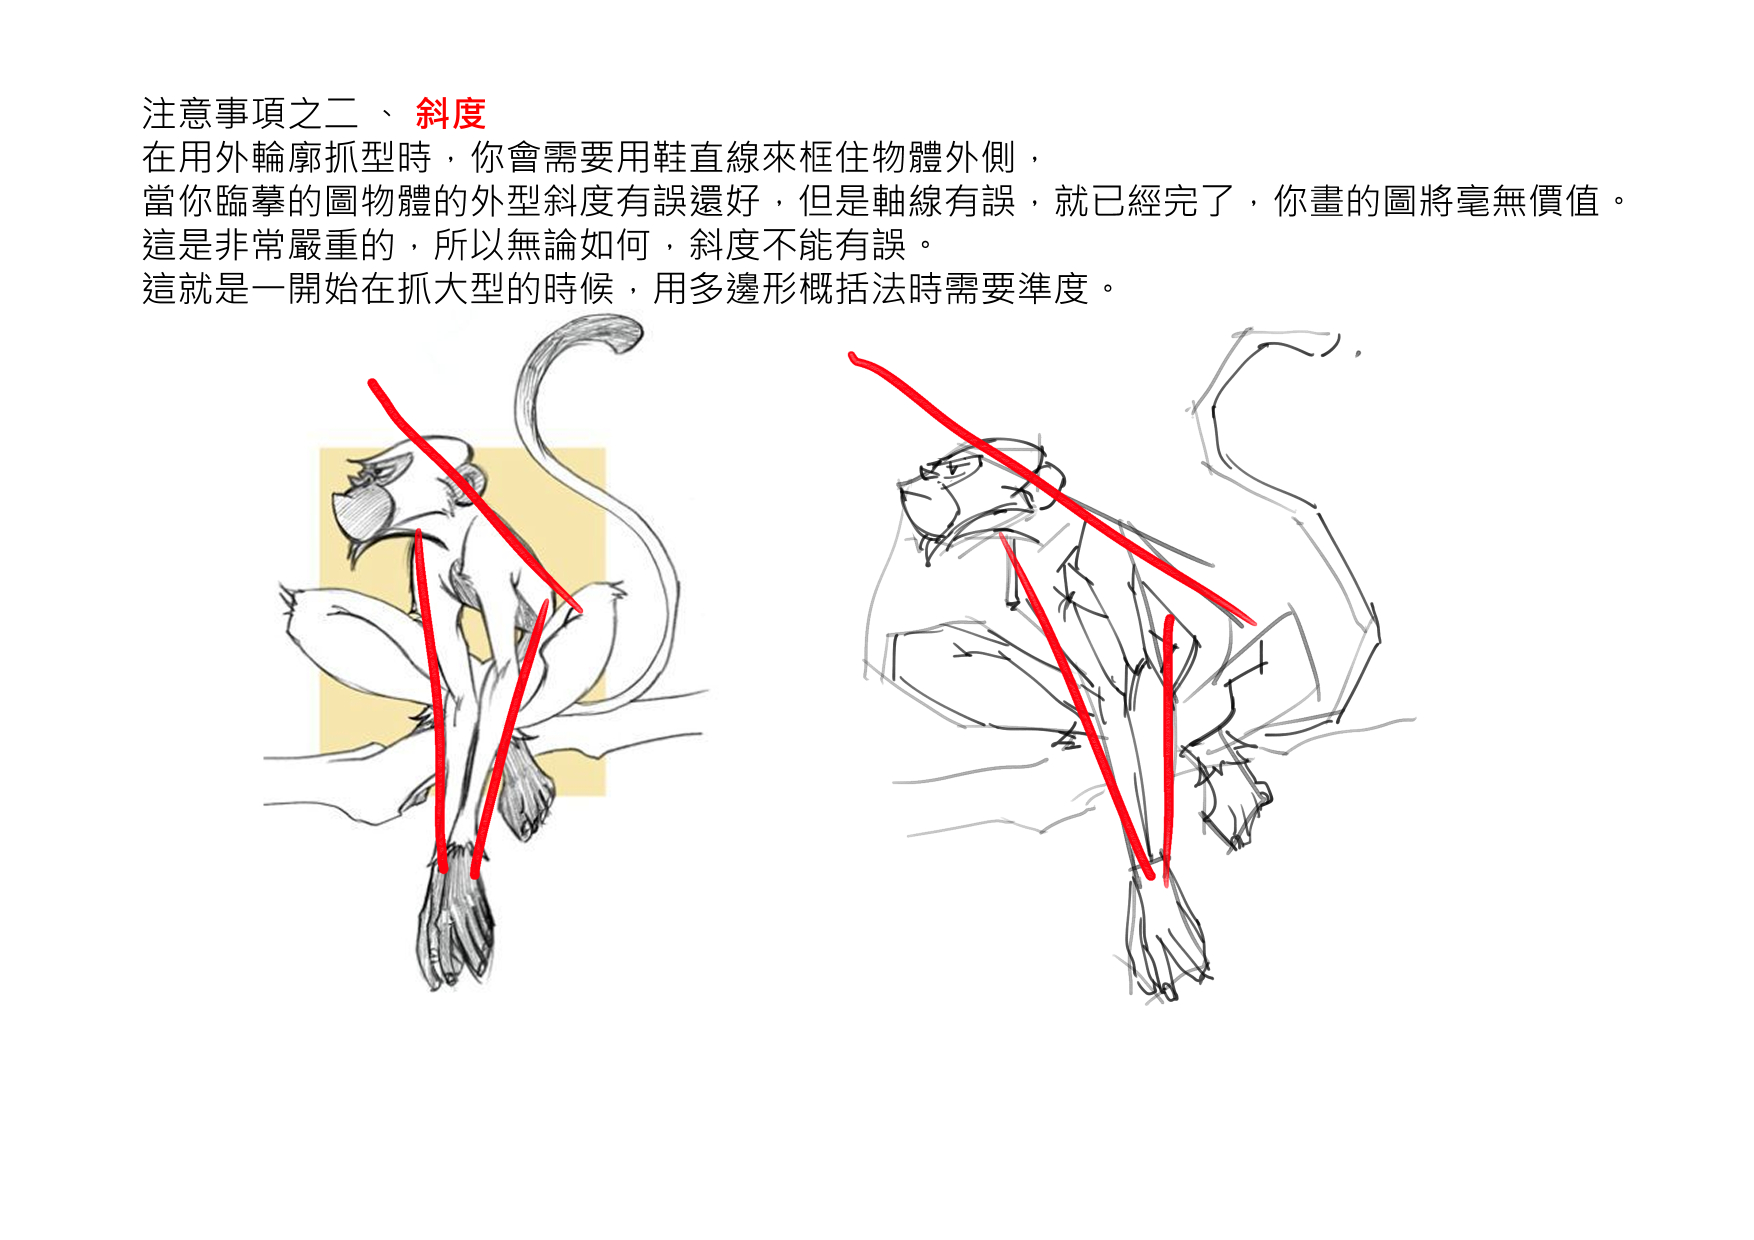 注意事項之二 、 斜度
在用外輪廓抓型時，你會需要用鞋直線來框住物體外側，
當你臨摹的圖物體的外型斜度有誤還好，但是軸線有誤，就已經完了，你畫的圖將毫無價值。
這是非常嚴重的，所以無論如何，斜度不能有誤。
這就是一開始在抓大型的時候，用多邊形概括法時需要準度。